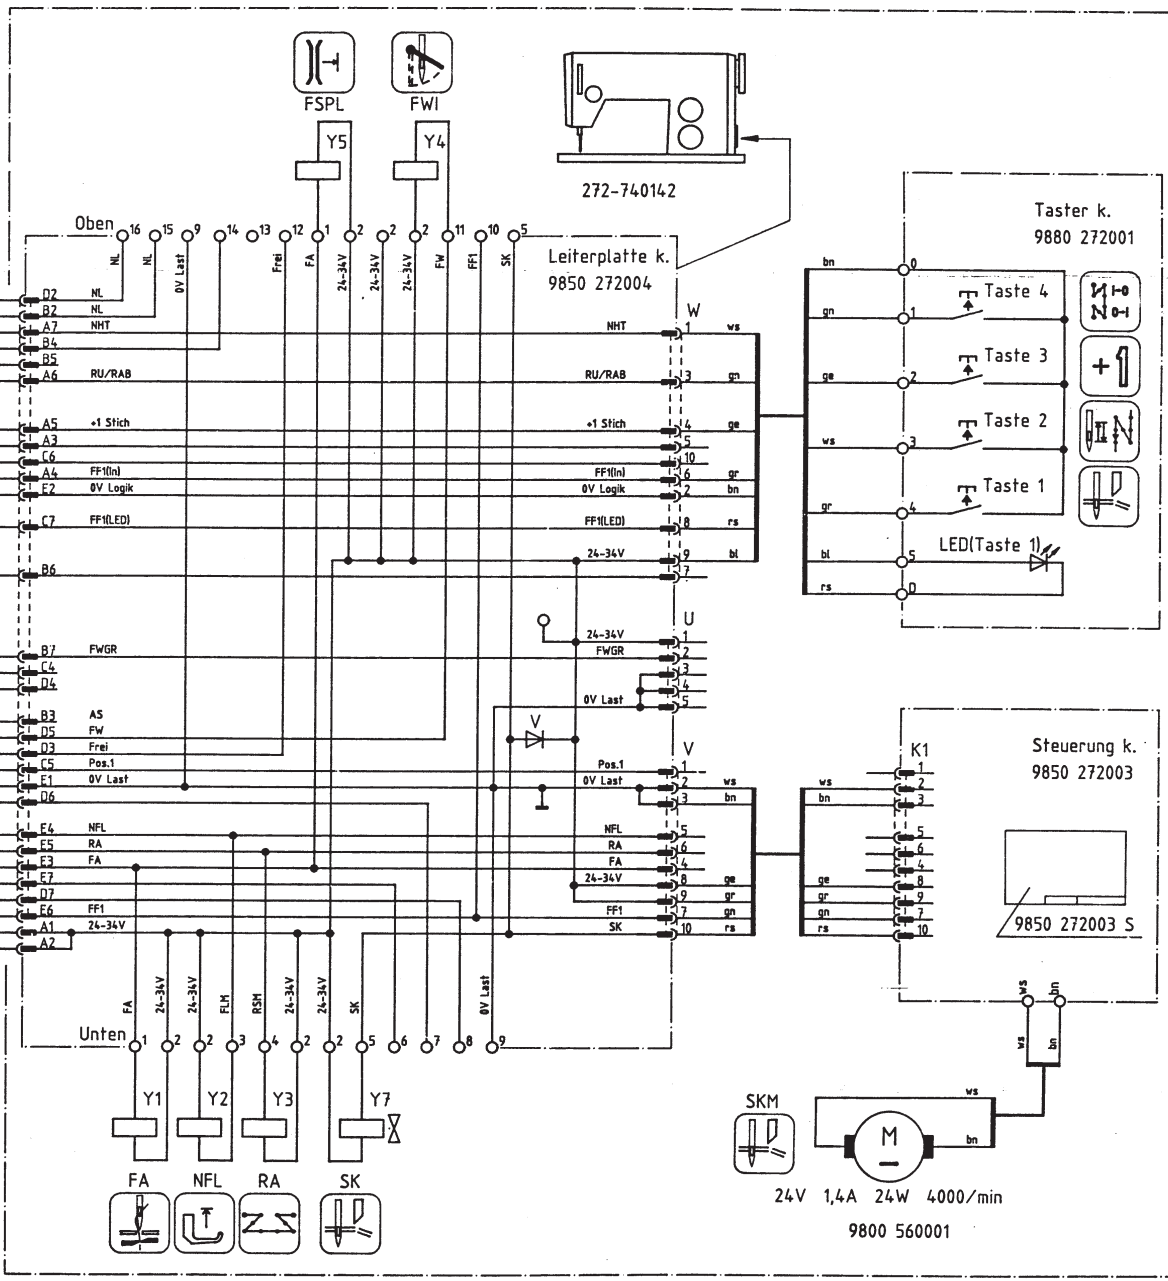 FSPL
FWI
Y5
Y4
272-740142
Oben
16 15 9 14 13 12 1 2 2 2 11 10 5
NL NL 0V Last Frei FA 24-34V 24-34V 24-34V FW FF1 SK
Leiterplatte k.
9850 272004
Taster k.
9880 272001
D2 NL
B2 NL
A7 NHT NHT 1 ws
B4
B5
A6 RU/RAB RU/RAB 3 gn
A5 +1 Stich +1 Stich 4 ge
A3 5
C6 10
A4 FF1(In) FF1(In) 6 gr
E2 0V Logik 0V Logik 2 bn
C7 FF1(LED) FF1(LED) 8 rs
24-34V 9 bl
B6 7
W
bn 0
gn 1 Taste 4
ge 2 Taste 3
ws 3 Taste 2
gr 4 Taste 1
bl 5 LED(Taste 1)
rs D
I-0
0-I
+1
U
24-34V 1
B7 FWGR FWGR 2
C4 3
D4 4
0V Last 5
B3 AS
D5 FW
D3 Frei
V
V
C5 Pos.1 Pos.1 1
E1 0V Last 0V Last 2 ws
D6 3 bn
E4 NFL NFL 5
E5 RA RA 6
E3 FA FA 4
E7 24-34V 8 ge
D7 9 gr
E6 FF1 FF1 7 gn
A1 24-34V SK 10 rs
A2
K1
1
ws 2
bn 3
5
6
4
ge 8
gr 9
gn 7
rs 10
Steuerung k.
9850 272003
9850 272003 S
ws bn
ws bn
FA 24-34V 24-34V FLM RSM 24-34V 24-34V SK 0V Last
Unten
1 2 2 3 4 2 2 5 6 7 8 9
Y1 Y2 Y3 Y7
FA NFL RA SK
SKM
ws
bn
M
24V 1,4A 24W 4000/min
9800 560001